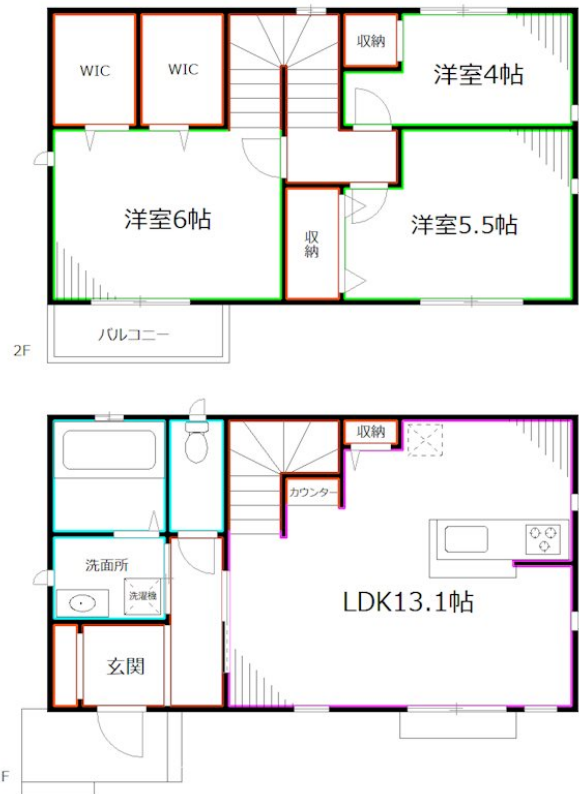 WIC
WIC
収納
洋室4帖
洋室6帖
収納
洋室5.5帖
バルコニー
2F
収納
カウンター
洗面所
洗濯機
LDK13.1帖
玄関
F